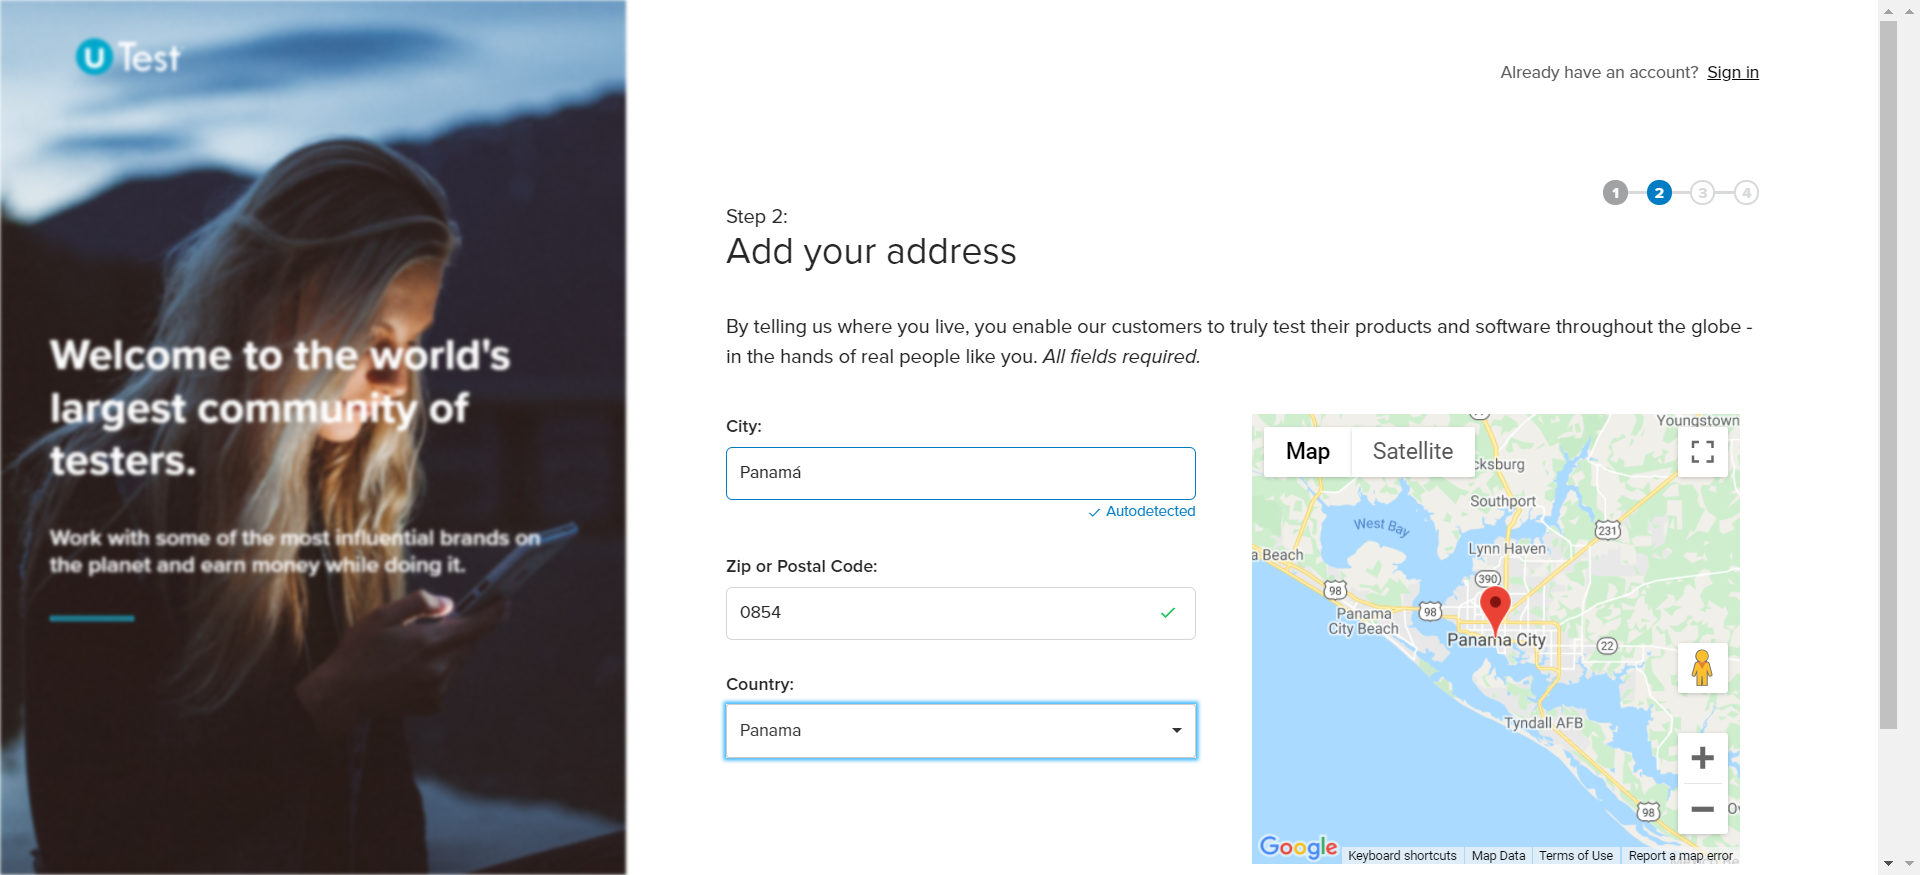 U Test
Already have an account? Sign in
1 2 3 4
Step 2:
Add your address
By telling us where you live, you enable our customers to truly test their products and software throughout the globe -
in the hands of real people like you. All fields required.
Welcome to the world's
largest community of
testers.
Work with some of the most influential brands on
the planet and earn money while doing it.
City:
Panamá
Autodetected
Zip or Postal Code:
0854
Country:
Panama
Map
Satellite
Youngstown
cksburg
Southport
West Bay
231
a Beach
Lynn Haven
390
98
98
Panama
City Beach
Panama City
22
Tyndall AFB
98
Google
Keyboard shortcuts
Map Data
Terms of Use
Report a map error